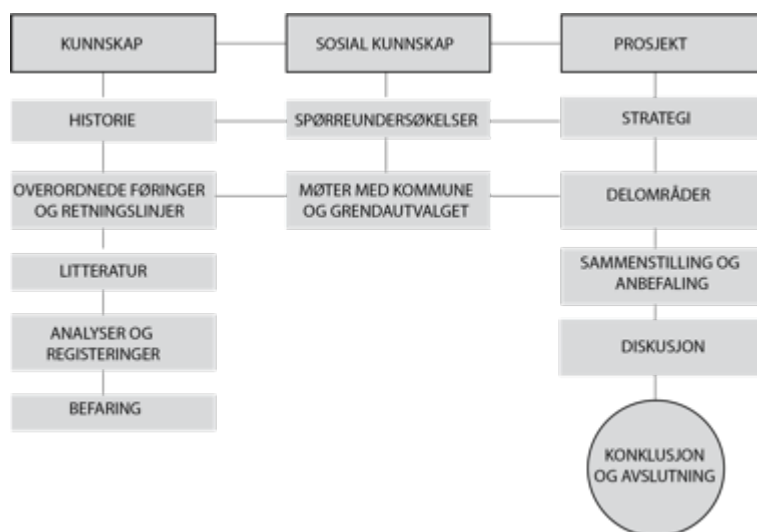 KUNNSKAP
SOSIAL KUNNSKAP
PROSJEKT
HISTORIE
SPØRREUNDERSØKELSER
STRATEGI
OVERORDNEDE FØRINGER
OG RETNINGSLINJER
MØTER MED KOMMUNE
OG GRENDAUTVALGET
DELOMRÅDER
LITTERATUR
SAMMENSTILLING OG
ANBEFALING
ANALYSER OG
REGISTERINGER
DISKUSJON
BEFARING
KONKLUSJON
OG AVSLUTNING